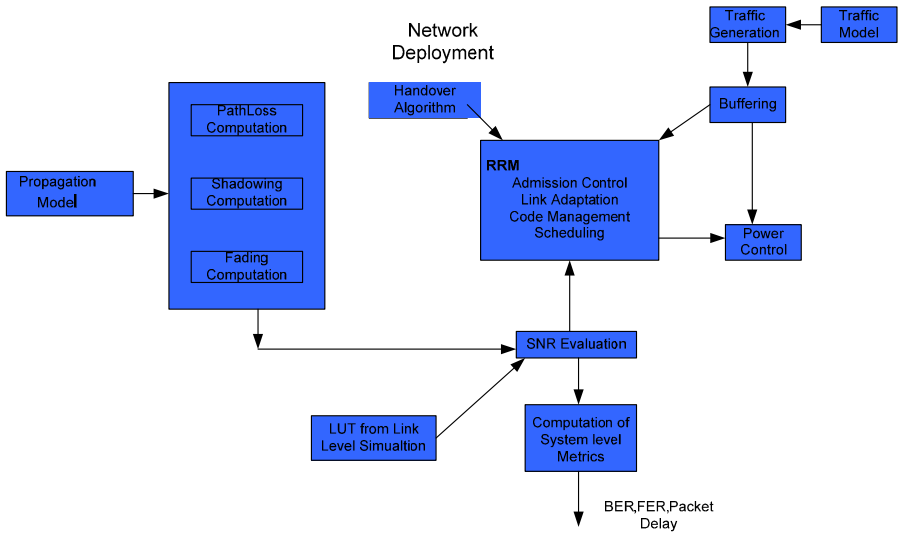 Network
Deployment
Traffic
Generation
Traffic
Model
Handover
Algorithm
Buffering
PathLoss
Computation
Propagation
Model
Shadowing
Computation
RRM
Admission Control
Link Adaptation
Code Management
Scheduling
Power
Control
Fading
Computation
SNR Evaluation
LUT from Link
Level Simualtion
Computation of
System level
Metrics
BER,FER,Packet
Delay